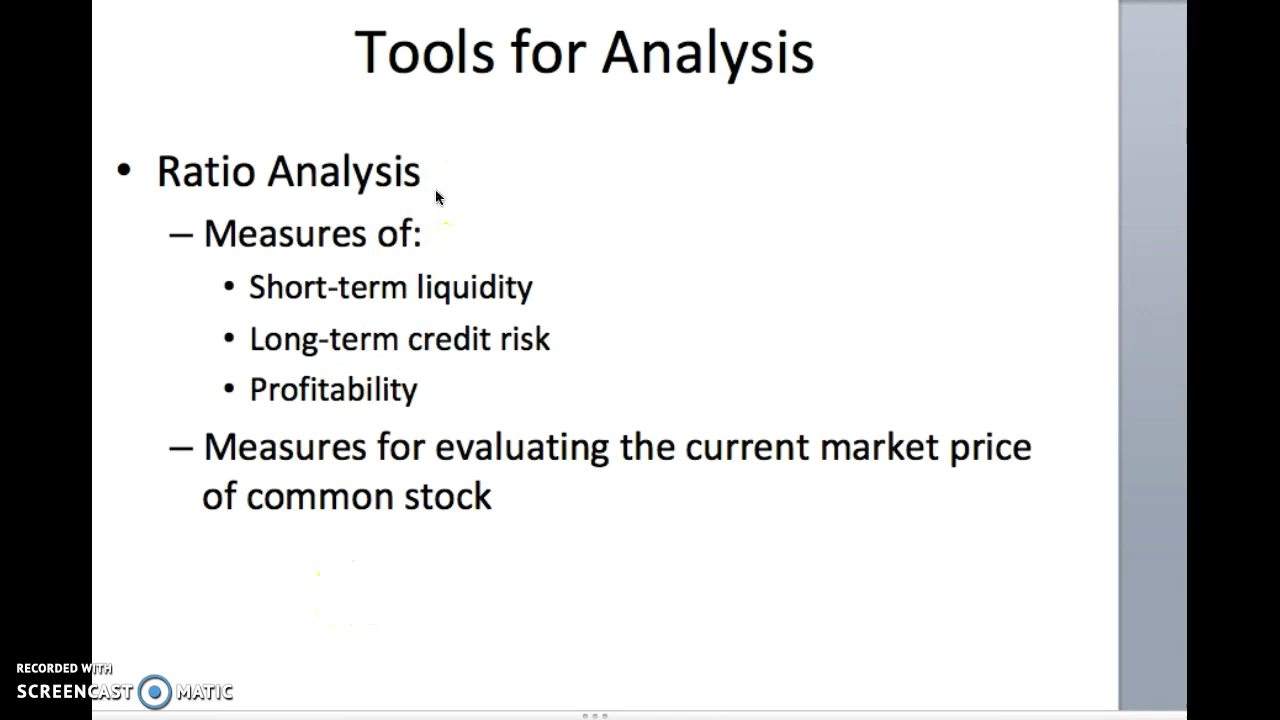 Tools for Analysis
• Ratio Analysis
– Measures of:
• Short-term liquidity
• Long-term credit risk
• Profitability
– Measures for evaluating the current market price
of common stock
RECORDED WITH
SCREENCAST MATIC